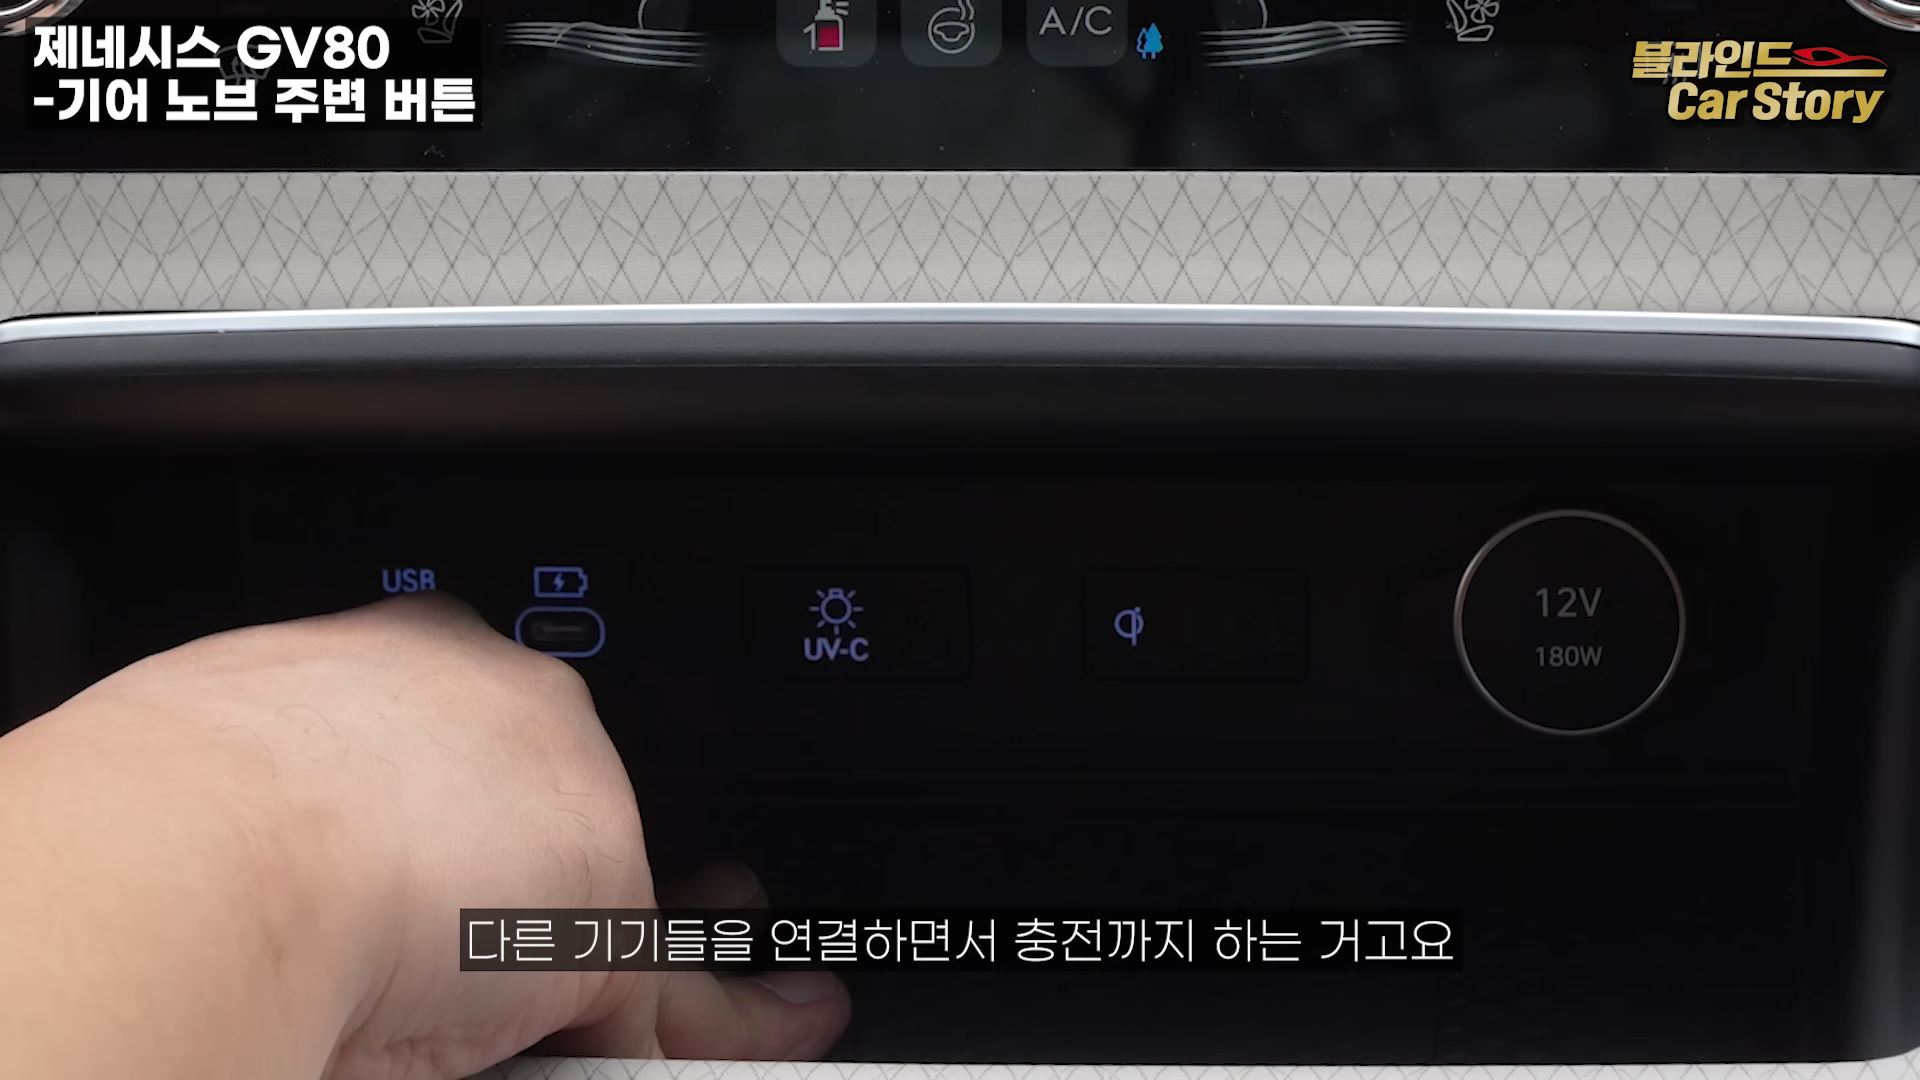 제네시스 GV80
-기어 노브 주변 버튼
A/C
블라인드
Car Story
USB
UV-C
12V
180W
다른 기기들을 연결하면서 충전까지 하는 거고요